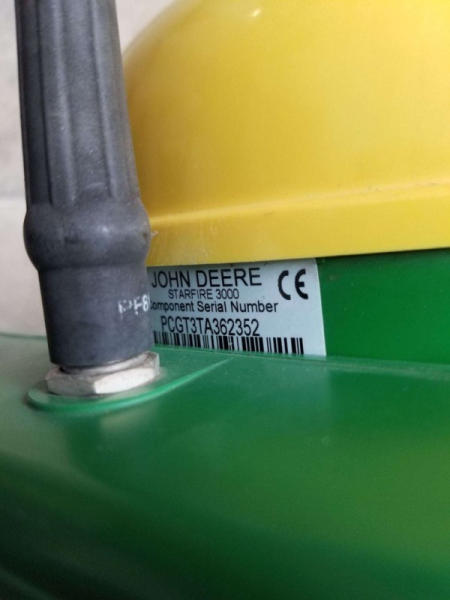 JOHN DEERE
STARFIRE 3000
Component Serial Number
PCGT3TA362352
CE